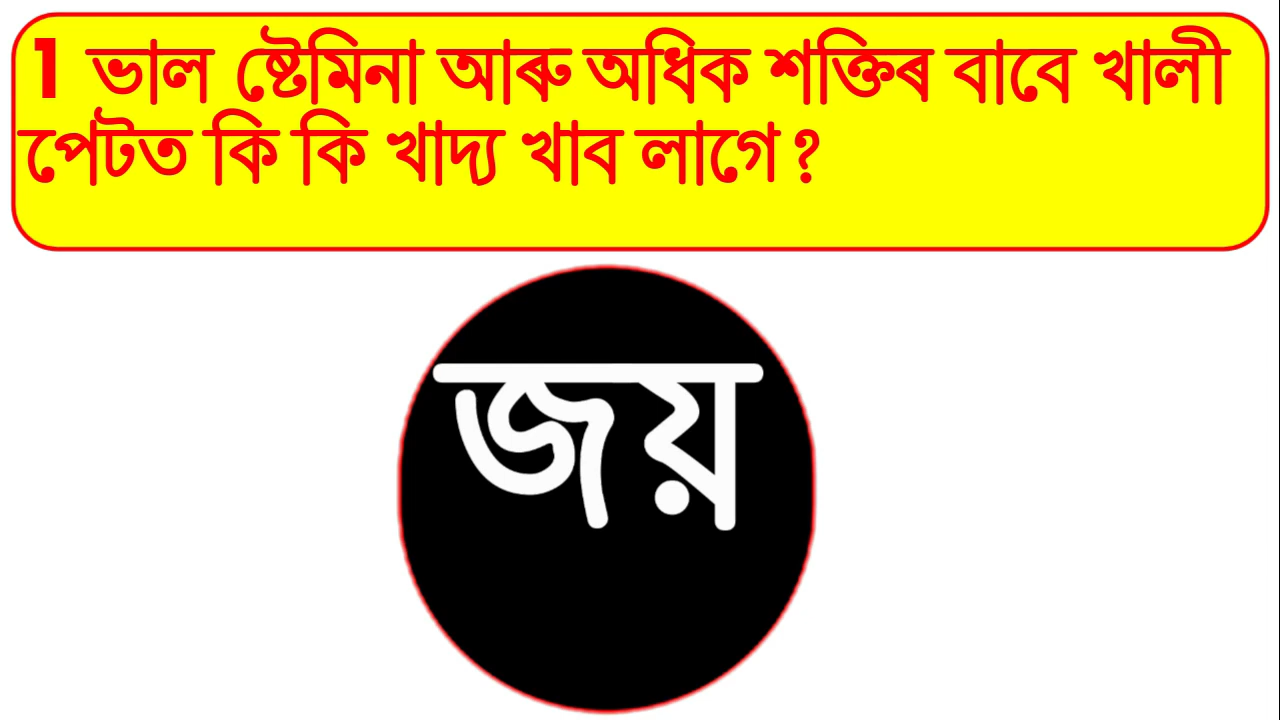 1 ভাল ষ্টেমিনা আৰু অধিক শক্তিৰ বাবে খালী
পেটত কি কি খাদ্য খাব লাগে ?
জয়